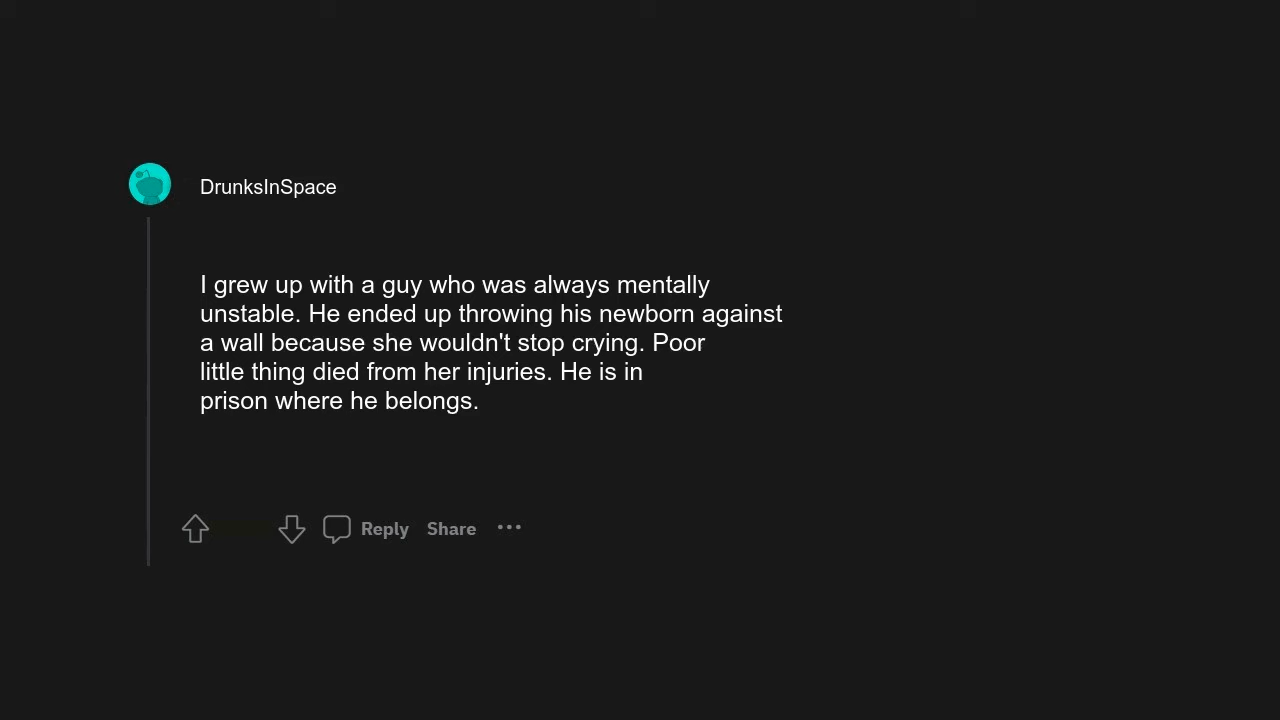 DrunksInSpace
I grew up with a guy who was always mentally
unstable. He ended up throwing his newborn against
a wall because she wouldn't stop crying. Poor
little thing died from her injuries. He is in
prison where he belongs.
Reply Share